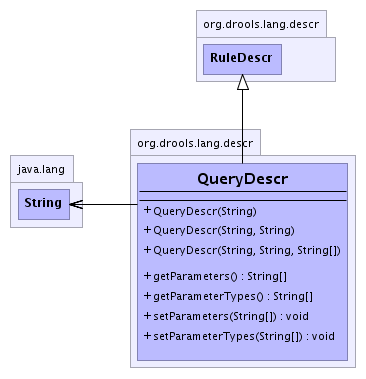 org.drools.lang.descr
RuleDescr
org.drools.lang.descr
java.lang
String
QueryDescr
+ QueryDescr(String)
+ QueryDescr(String, String)
+ QueryDescr(String, String, String[])
+ getParameters() : String[]
+ getParameterTypes() : String[]
+ setParameters(String[]) : void
+ setParameterTypes(String[]) : void